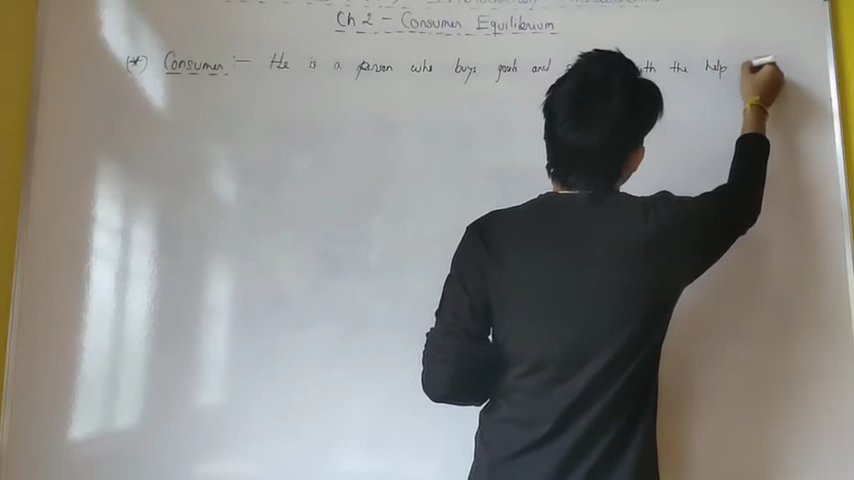 Ch 2 - Consumer Equilibrium
(*) Consumer :- He is a person who buys goods and the help